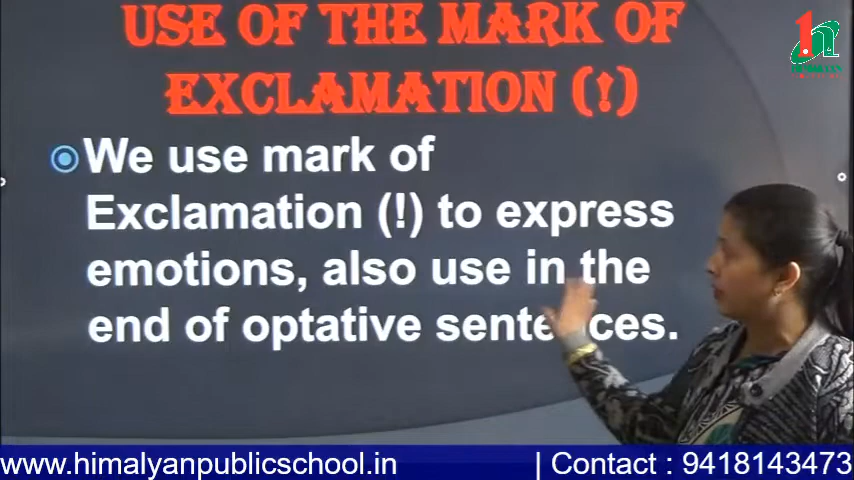 USE OF THE MARK OF
EXCLAMATION (!)
We use mark of
Exclamation (!) to express
emotions, also use in the
end of optative sentences.
www.himalyanpublicschool.in | Contact : 9418143473